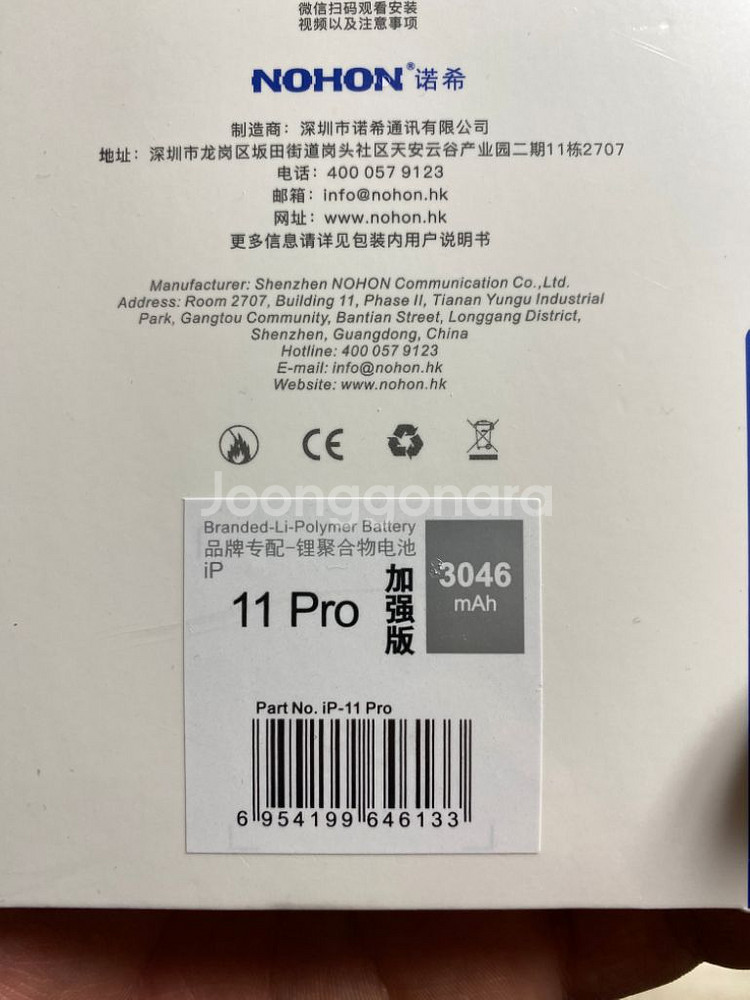 微信扫码观看安装
视频以及注意事项
NOHON®诺希
制造商：深圳市诺希通讯有限公司
地址：深圳市龙岗区坂田街道岗头社区天安云谷产业园二期11栋2707
电话：400 057 9123
邮箱：info@nohon.hk
网址：www.nohon.hk
更多信息请详见包装内用户说明书
Manufacturer: Shenzhen NOHON Communication Co.,Ltd.
Address: Room 2707, Building 11, Phase II, Tianan Yungu Industrial
Park, Gangtou Community, Bantian Street, Longgang District,
Shenzhen, Guangdong, China
Hotline: 400 057 9123
E-mail: info@nohon.hk
Website: www.nohon.hk
CE
Joonggonara
Branded-Li-Polymer Battery
品牌专配-锂聚合物电池
iP
11 Pro
加强版
3046
mAh
Part No. iP-11 Pro
6 954199 646133